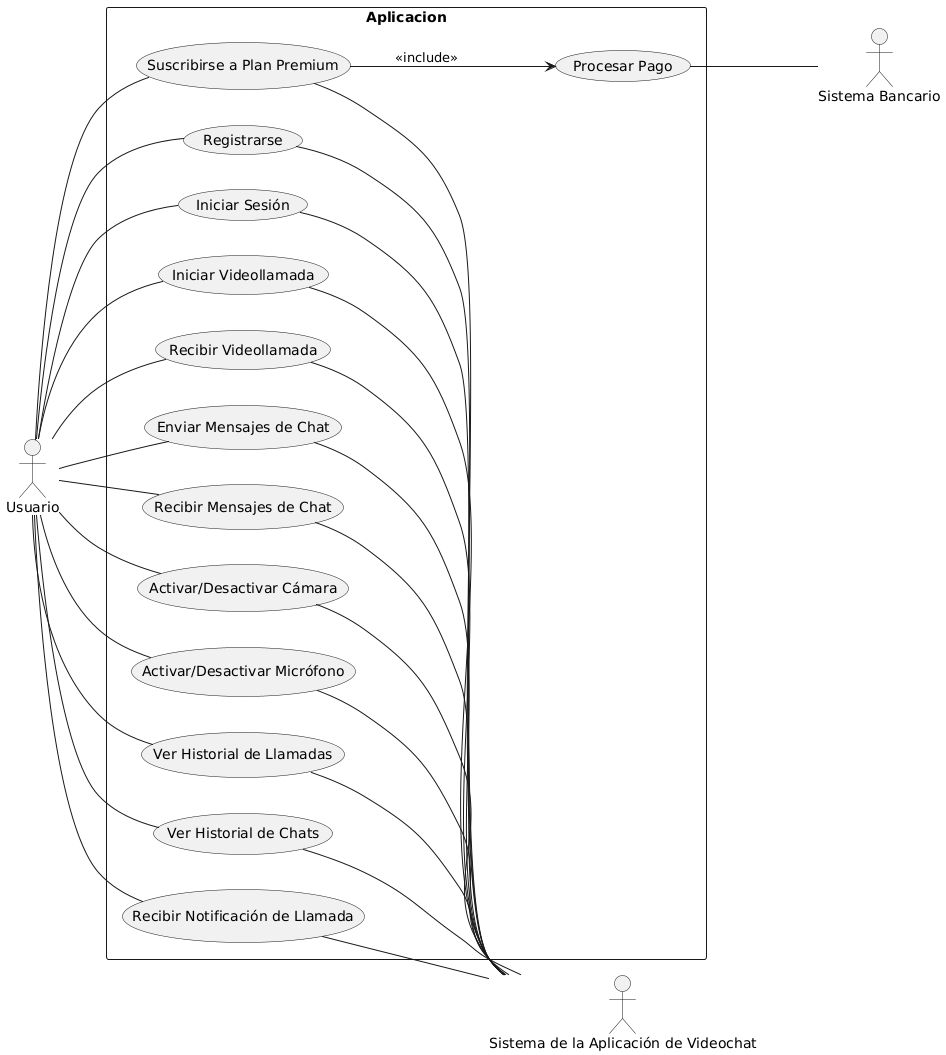 Aplicacion
Suscribirse a Plan Premium
«include»
Procesar Pago
Sistema Bancario
Registrarse
Iniciar Sesión
Iniciar Videollamada
Recibir Videollamada
Enviar Mensajes de Chat
Usuario
Recibir Mensajes de Chat
Activar/Desactivar Cámara
Activar/Desactivar Micrófono
Ver Historial de Llamadas
Ver Historial de Chats
Recibir Notificación de Llamada
Sistema de la Aplicación de Videochat